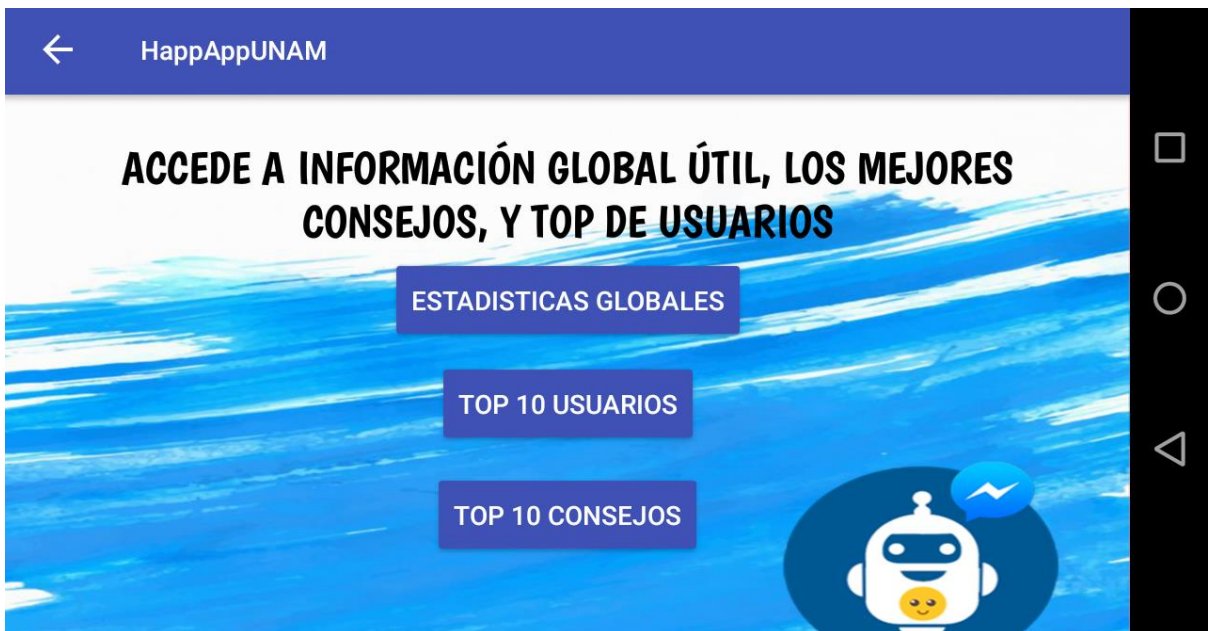 HappAppUNAM
ACCEDE A INFORMACIÓN GLOBAL ÚTIL, LOS MEJORES
CONSEJOS, Y TOP DE USUARIOS
ESTADISTICAS GLOBALES
TOP 10 USUARIOS
TOP 10 CONSEJOS